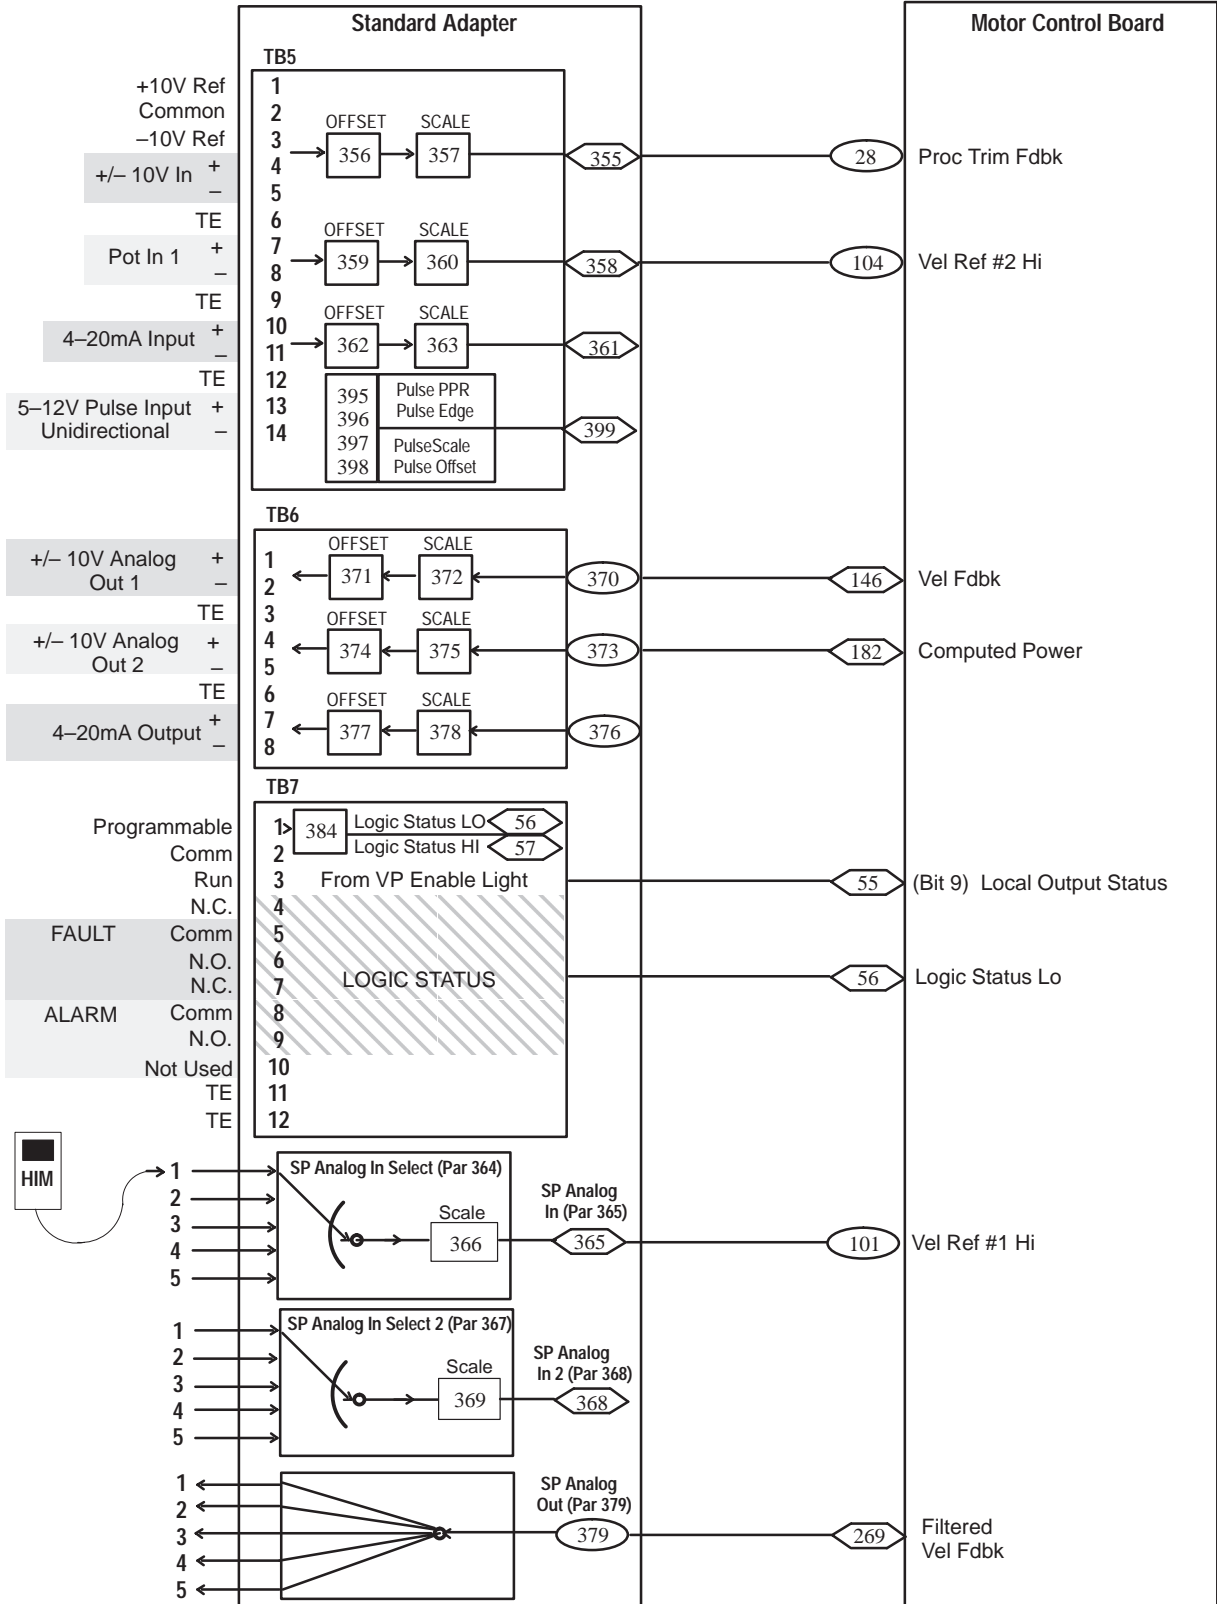 Standard Adapter
Motor Control Board
TB5
+10V Ref 1
Common 2
–10V Ref 3
OFFSET SCALE
+/– 10V In + 4 356 357 355 28 Proc Trim Fdbk
– 5
TE 6
OFFSET SCALE
Pot In 1 + 7
– 8 359 360 358 104 Vel Ref #2 Hi
TE 9
OFFSET SCALE
4–20mA Input + 10
– 11 362 363 361
TE 12
5–12V Pulse Input + 13
Unidirectional – 14
395 Pulse PPR
396 Pulse Edge
399
397 PulseScale
398 Pulse Offset
TB6
OFFSET SCALE
+/– 10V Analog + 1
Out 1 – 2 371 372 370 146 Vel Fdbk
TE 3
OFFSET SCALE
+/– 10V Analog + 4
Out 2 – 5 374 375 373 182 Computed Power
TE 6
OFFSET SCALE
4–20mA Output + 7
– 8 377 378 376
TB7
Programmable 1 384 Logic Status LO 56
Comm 2 Logic Status HI 57
Run 3 From VP Enable Light 55 (Bit 9) Local Output Status
N.C. 4
FAULT Comm 5
N.O. 6
N.C. 7 LOGIC STATUS 56 Logic Status Lo
ALARM Comm 8
N.O. 9
Not Used 10
TE 11
TE 12
HIM
1
2
3
4
5
SP Analog In Select (Par 364)
Scale
366
SP Analog
In (Par 365)
365
101
Vel Ref #1 Hi
1
2
3
4
5
SP Analog In Select 2 (Par 367)
Scale
369
SP Analog
In 2 (Par 368)
368
1
2
3
4
5
SP Analog
Out (Par 379)
379
269
Filtered
Vel Fdbk